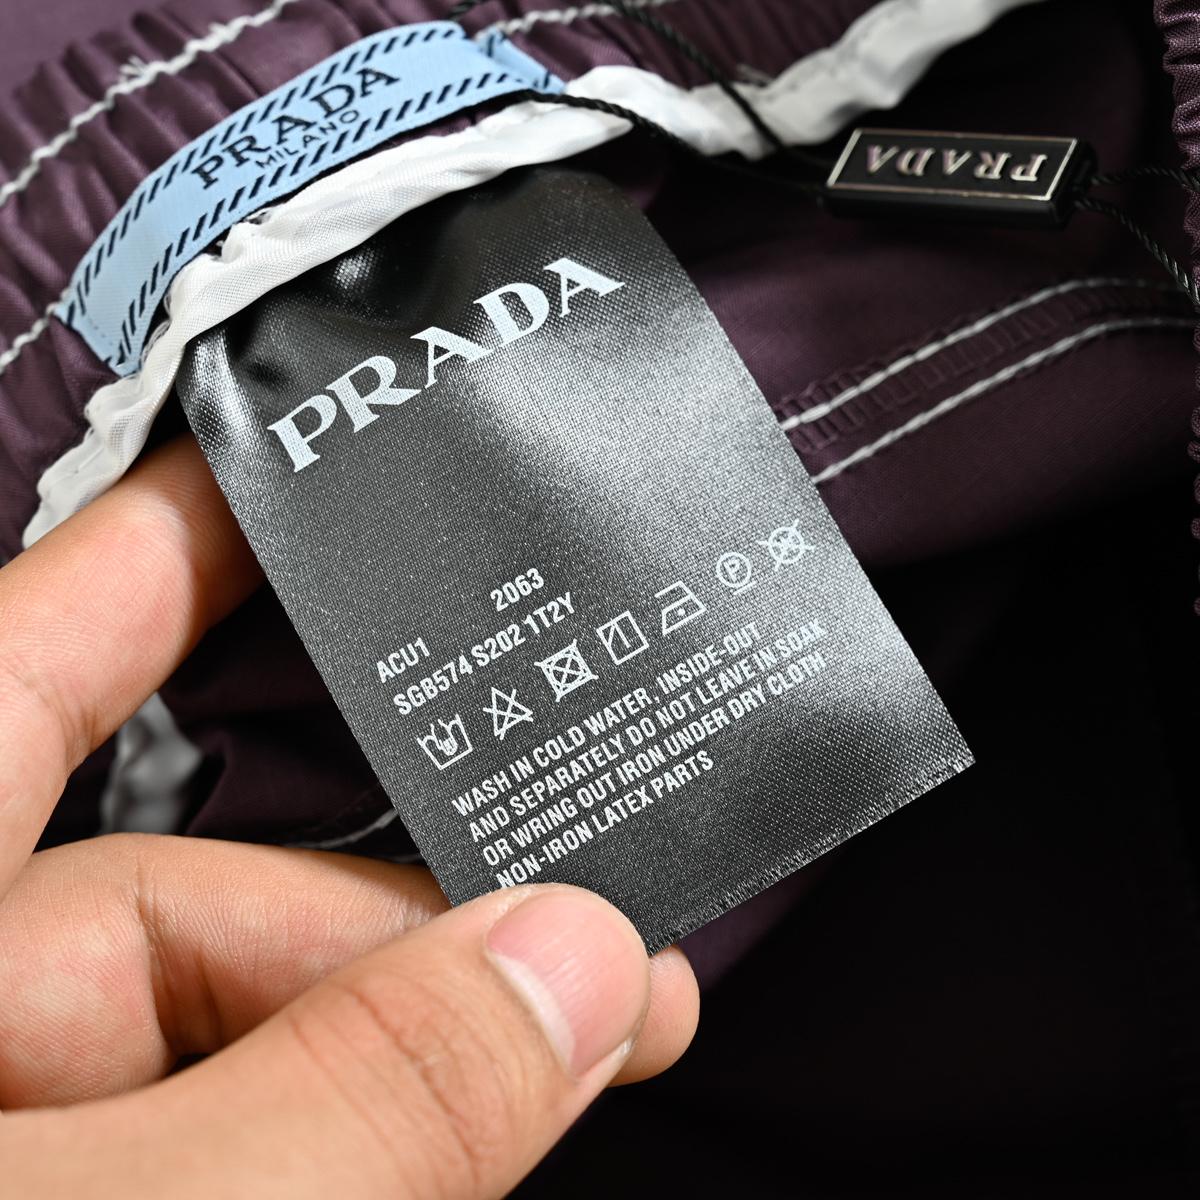 PRADA
MILANO
PRADA
PRADA
2063
ACU1
SGB574 S202 1T2Y
P
WASH IN COLD WATER, INSIDE-OUT
AND SEPARATELY DO NOT LEAVE IN SOAK
OR WRING OUT IRON UNDER DRY CLOTH
NON-IRON LATEX PARTS